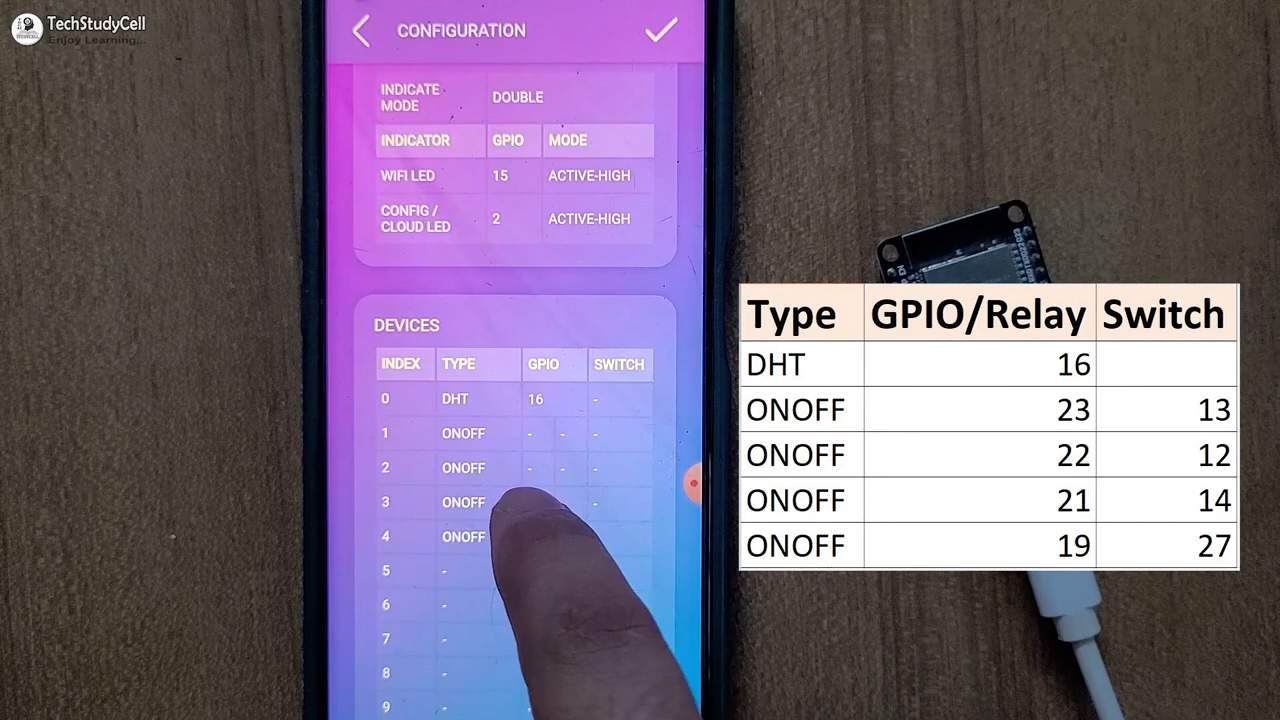 TechStudyCell
Enjoy Learning...
CONFIGURATION
INDICATE MODE DOUBLE
INDICATOR GPIO MODE
WIFI LED 15 ACTIVE-HIGH
CONFIG / CLOUD LED 2 ACTIVE-HIGH
DEVICES
INDEX TYPE GPIO SWITCH
0 DHT 16 -
1 ONOFF - - -
2 ONOFF - - -
3 ONOFF -
4 ONOFF
5 -
6 -
7 -
8 -
9 -
Type GPIO/Relay Switch
DHT 16
ONOFF 23 13
ONOFF 22 12
ONOFF 21 14
ONOFF 19 27
EN